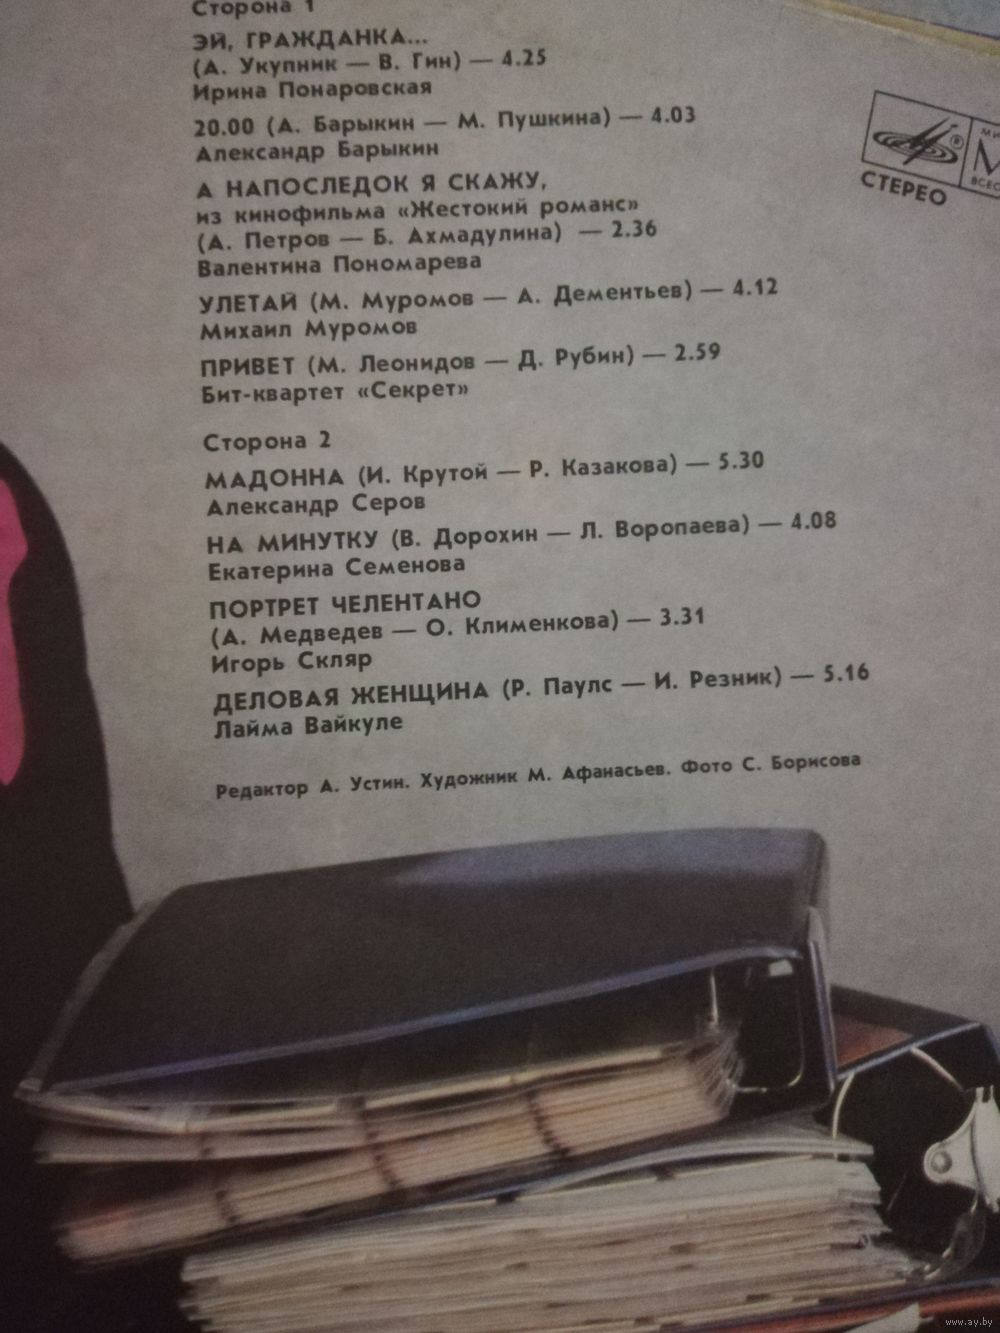 Сторона 1
ЭЙ, ГРАЖДАНКА...
(А. Укупник — В. Гин) — 4.25
Ирина Понаровская
20.00 (А. Барыкин — М. Пушкина) — 4.03
Александр Барыкин
А НАПОСЛЕДОК Я СКАЖУ,
из кинофильма «Жестокий романс»
(А. Петров — Б. Ахмадулина) — 2.36
Валентина Пономарева
УЛЕТАЙ (М. Муромов — А. Дементьев) — 4.12
Михаил Муромов
ПРИВЕТ (М. Леонидов — Д. Рубин) — 2.59
Бит-квартет «Секрет»
Сторона 2
МАДОННА (И. Крутой — Р. Казакова) — 5.30
Александр Серов
НА МИНУТКУ (В. Дорохин — Л. Воропаева) — 4.08
Екатерина Семенова
ПОРТРЕТ ЧЕЛЕНТАНО
(А. Медведев — О. Клименкова) — 3.31
Игорь Скляр
ДЕЛОВАЯ ЖЕНЩИНА (Р. Паулс — И. Резник) — 5.16
Лайма Вайкуле
Редактор А. Устин. Художник М. Афанасьев. Фото С. Борисова
®
СТЕРЕО
www.ay.by